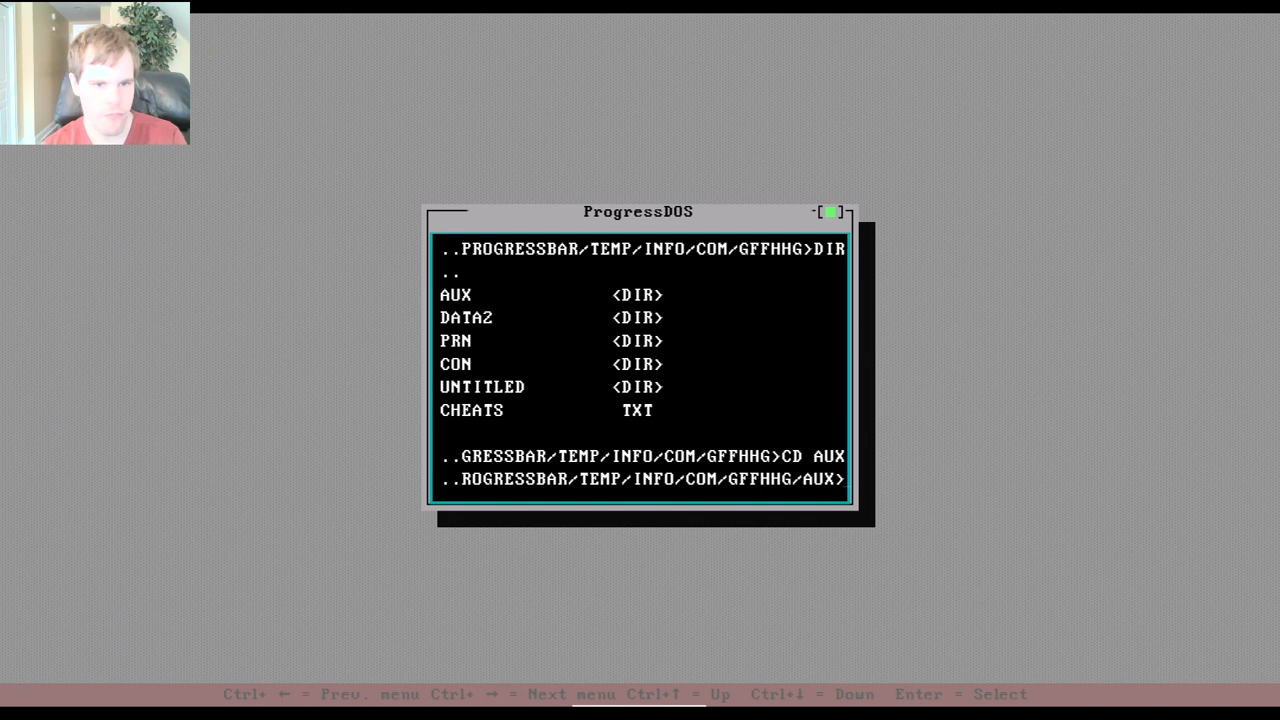 ProgressDOS
-[■]
..PROGRESSBAR/TEMP/INFO/COM/GFFHHG>DIR
..
AUX <DIR>
DATA2 <DIR>
PRN <DIR>
CON <DIR>
UNTITLED <DIR>
CHEATS TXT
..GRESSBAR/TEMP/INFO/COM/GFFHHG>CD AUX
..ROGRESSBAR/TEMP/INFO/COM/GFFHHG/AUX>_
Ctrl+ ← = Prev. menu Ctrl+ → = Next menu Ctrl+↑ = Up Ctrl+↓ = Down Enter = Select